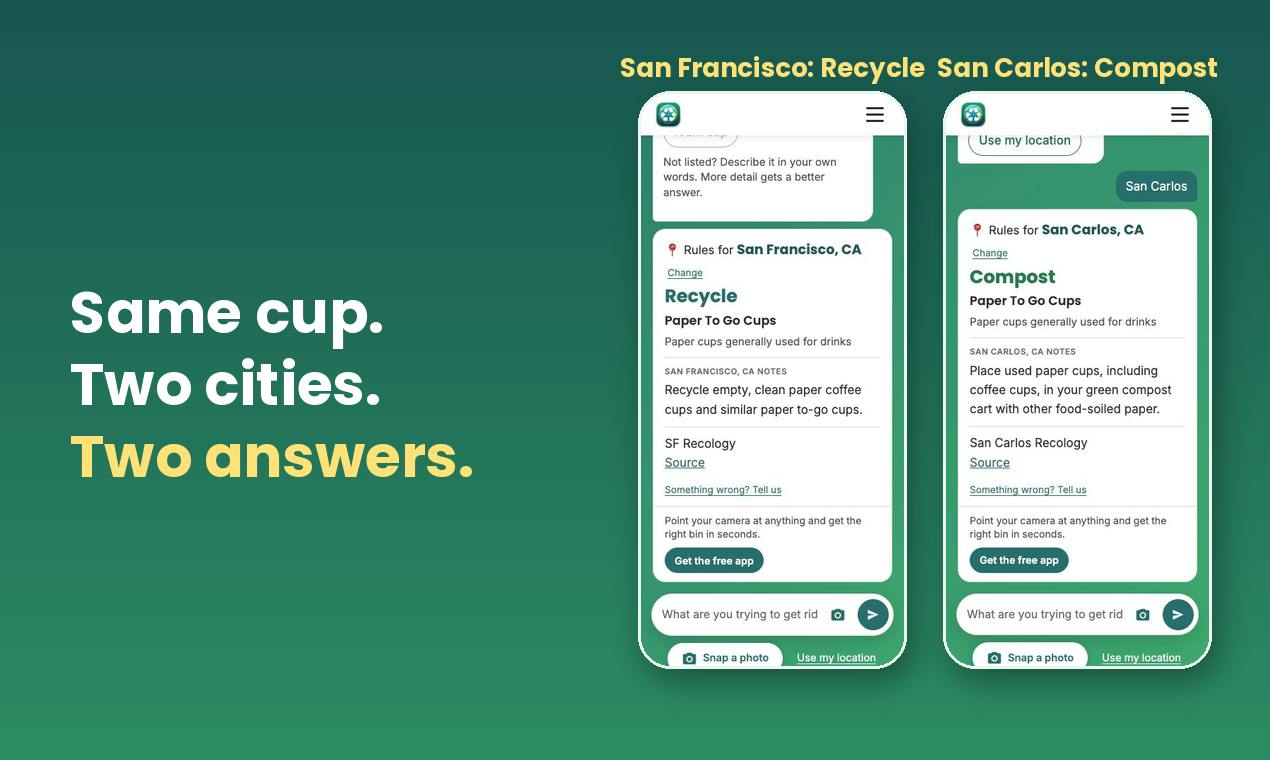 Same cup.
Two cities.
Two answers.
San Francisco: Recycle
Not listed? Describe it in your own
words. More detail gets a better
answer.
📍 Rules for San Francisco, CA
Change
Recycle
Paper To Go Cups
Paper cups generally used for drinks
SAN FRANCISCO, CA NOTES
Recycle empty, clean paper coffee
cups and similar paper to-go cups.
SF Recology
Source
Something wrong? Tell us
Point your camera at anything and get the
right bin in seconds.
Get the free app
What are you trying to get rid
Snap a photo
Use my location
San Carlos: Compost
Use my location
San Carlos
📍 Rules for San Carlos, CA
Change
Compost
Paper To Go Cups
Paper cups generally used for drinks
SAN CARLOS, CA NOTES
Place used paper cups, including
coffee cups, in your green compost
cart with other food-soiled paper.
San Carlos Recology
Source
Something wrong? Tell us
Point your camera at anything and get the
right bin in seconds.
Get the free app
What are you trying to get rid
Snap a photo
Use my location